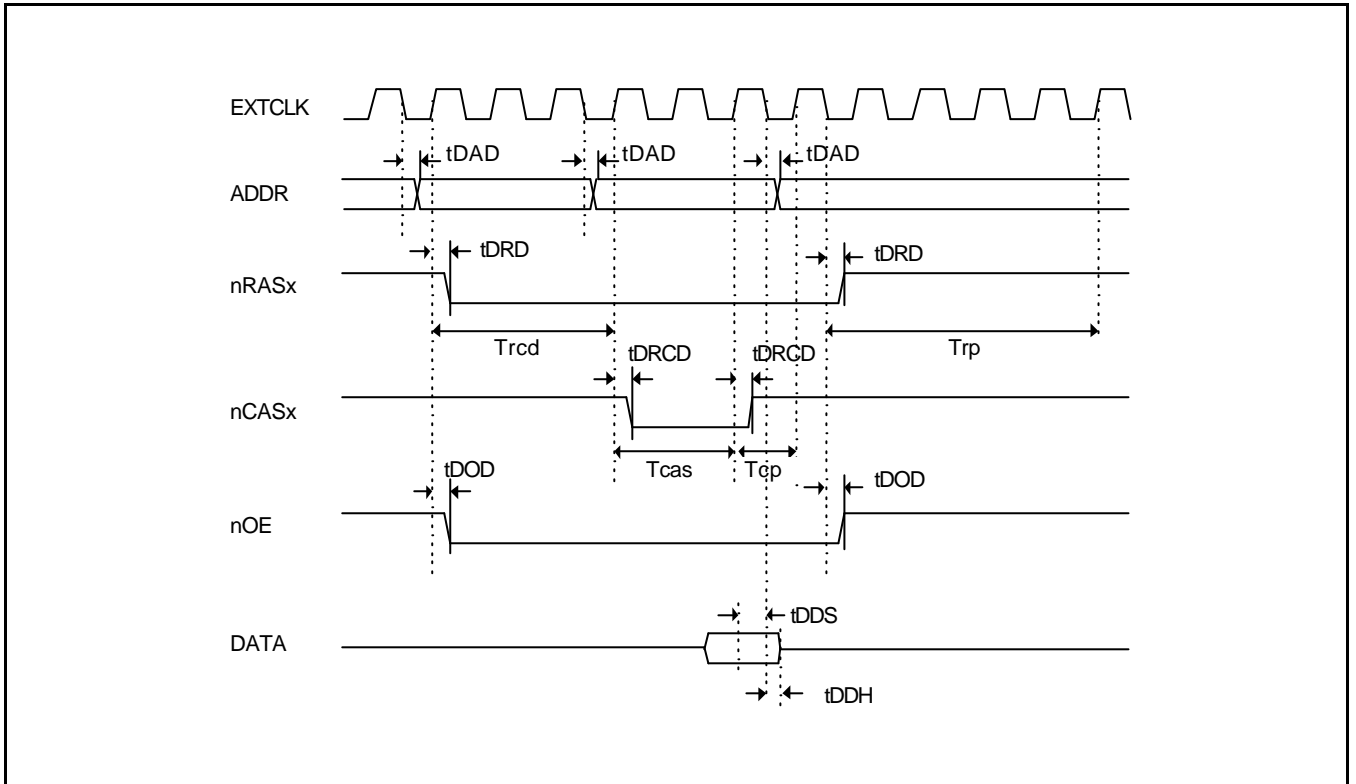 EXTCLK
tDAD tDAD tDAD
ADDR
tDRD tDRD
nRASx
Trcd Trp
tDRCD tDRCD
nCASx
Tcas Tcp
tDOD tDOD
nOE
tDDS
DATA
tDDH